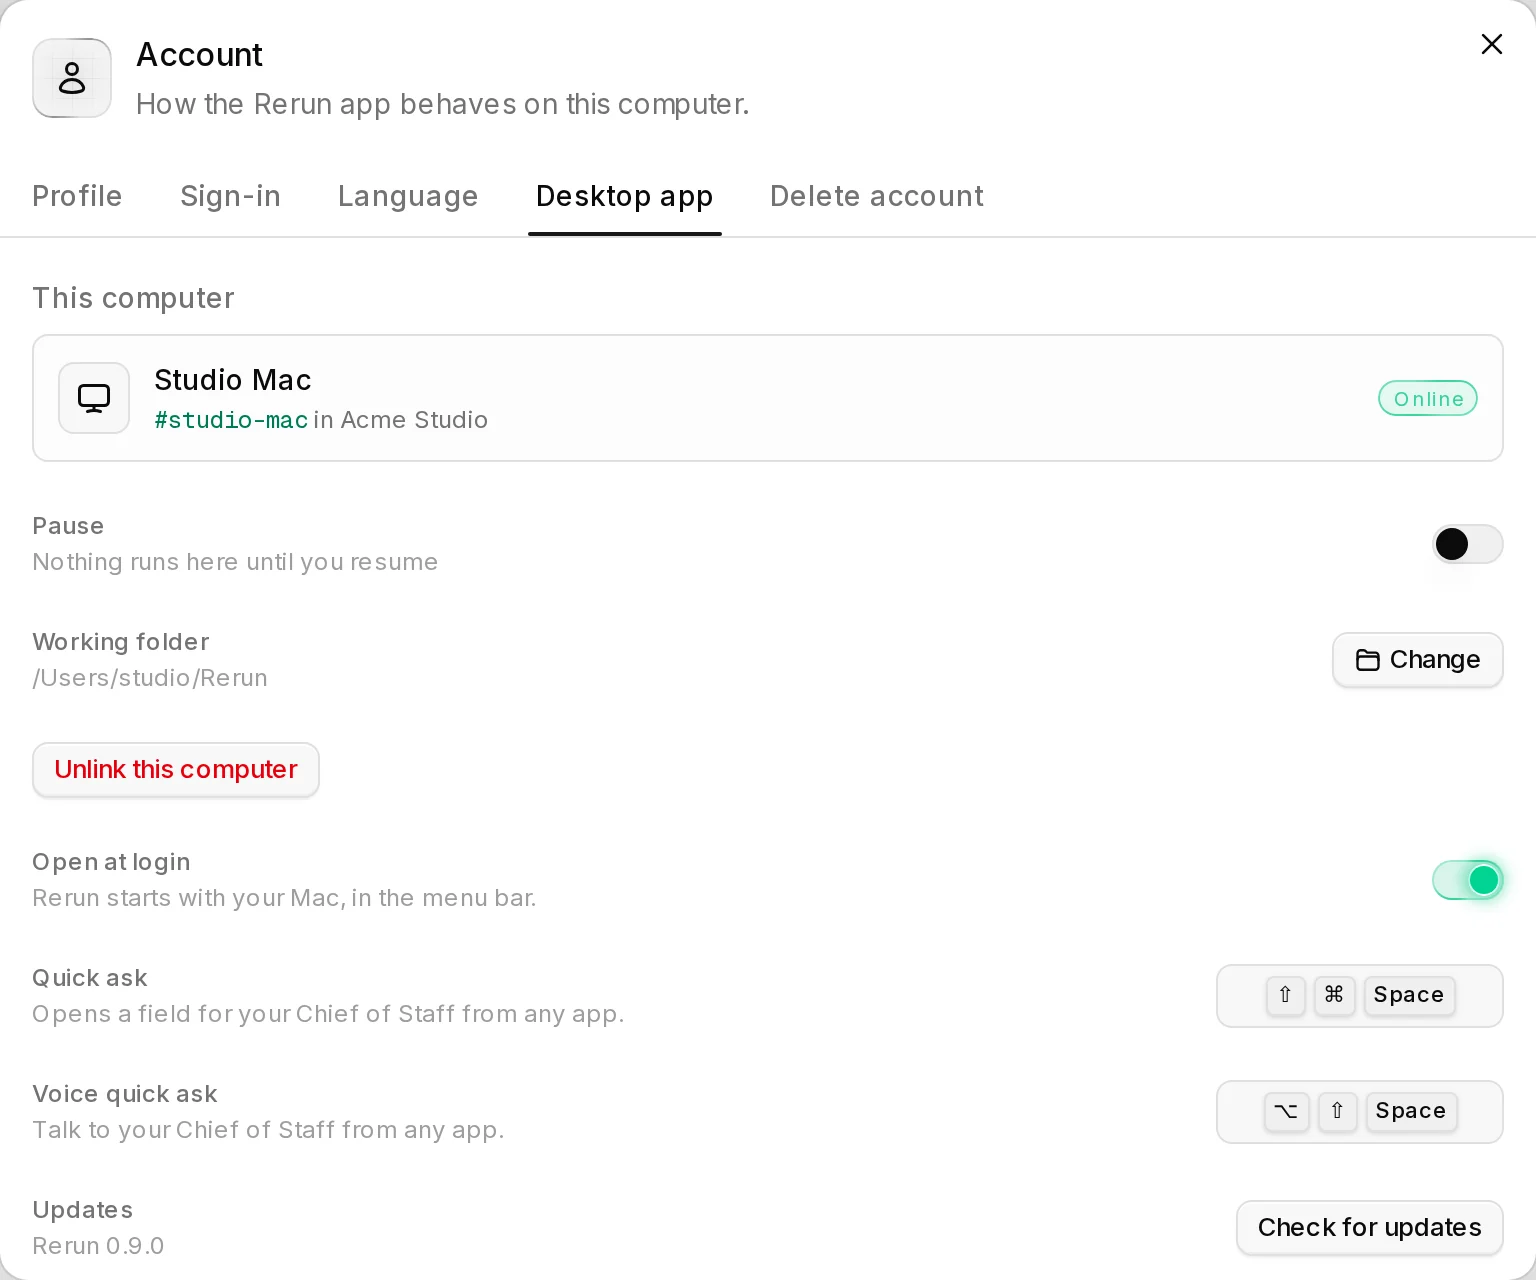 Account
How the Rerun app behaves on this computer.
Profile Sign-in Language Desktop app Delete account
This computer
Studio Mac
#studio-mac in Acme Studio
Online
Pause
Nothing runs here until you resume
Working folder
/Users/studio/Rerun
Change
Unlink this computer
Open at login
Rerun starts with your Mac, in the menu bar.
Quick ask
Opens a field for your Chief of Staff from any app.
⇧ ⌘ Space
Voice quick ask
Talk to your Chief of Staff from any app.
⌥ ⇧ Space
Updates
Rerun 0.9.0
Check for updates